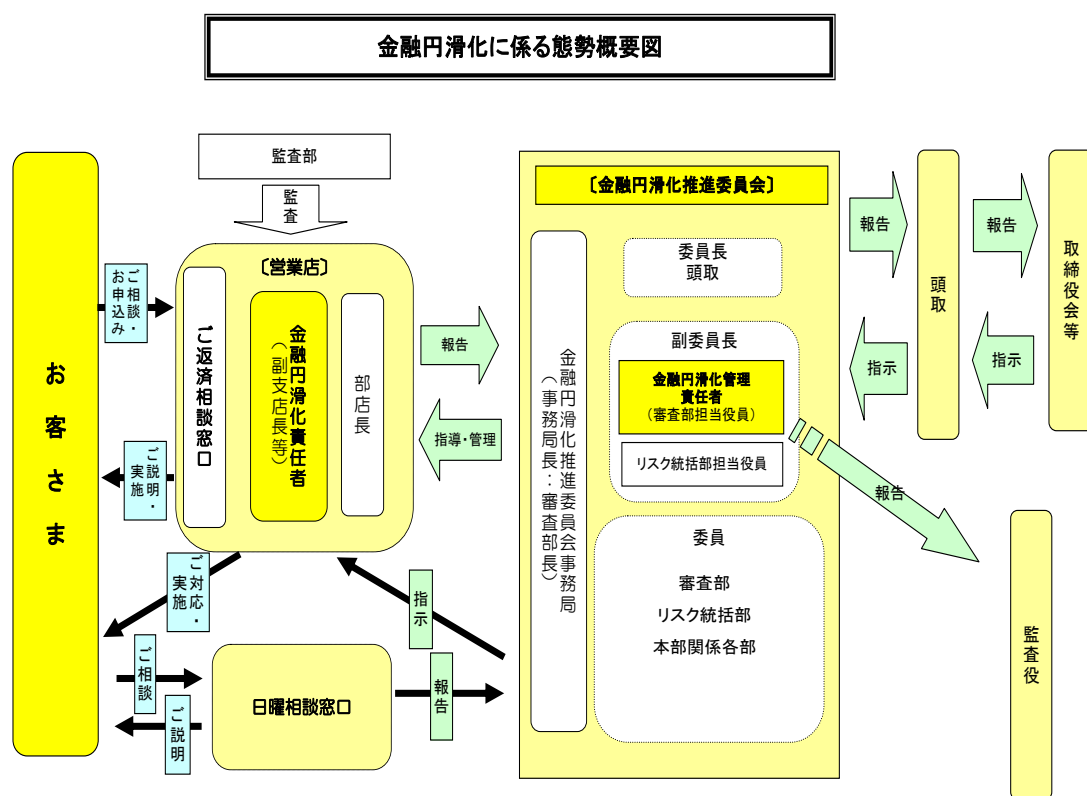 金融円滑化に係る態勢概要図
監査部
監査
お客さま
ご相談・
お申込み
ご説明・
実施
ご対応・
実施
ご相談
ご説明
〔営業店〕
ご返済相談窓口
金融円滑化責任者
（副支店長等）
部店長
日曜相談窓口
報告
指導・管理
指示
報告
〔金融円滑化推進委員会〕
金融円滑化推進委員会事務局
（事務局長：審査部長）
委員長
頭取
副委員長
金融円滑化管理
責任者
（審査部担当役員）
リスク統括部担当役員
委員
審査部
リスク統括部
本部関係各部
報告
指示
頭取
報告
指示
取締役会等
報告
監査役